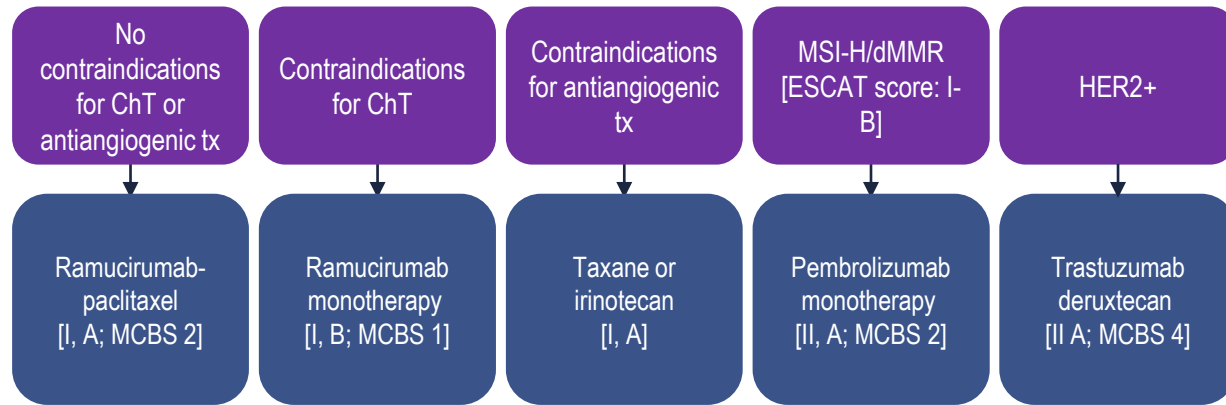 No
contraindications
for ChT or
antiangiogenic tx
Contraindications
for ChT
Contraindications
for antiangiogenic
tx
MSI-H/dMMR
[ESCAT score: I-
B]
HER2+
Ramucirumab-
paclitaxel
[I, A; MCBS 2]
Ramucirumab
monotherapy
[I, B; MCBS 1]
Taxane or
irinotecan
[I, A]
Pembrolizumab
monotherapy
[II, A; MCBS 2]
Trastuzumab
deruxtecan
[II A; MCBS 4]